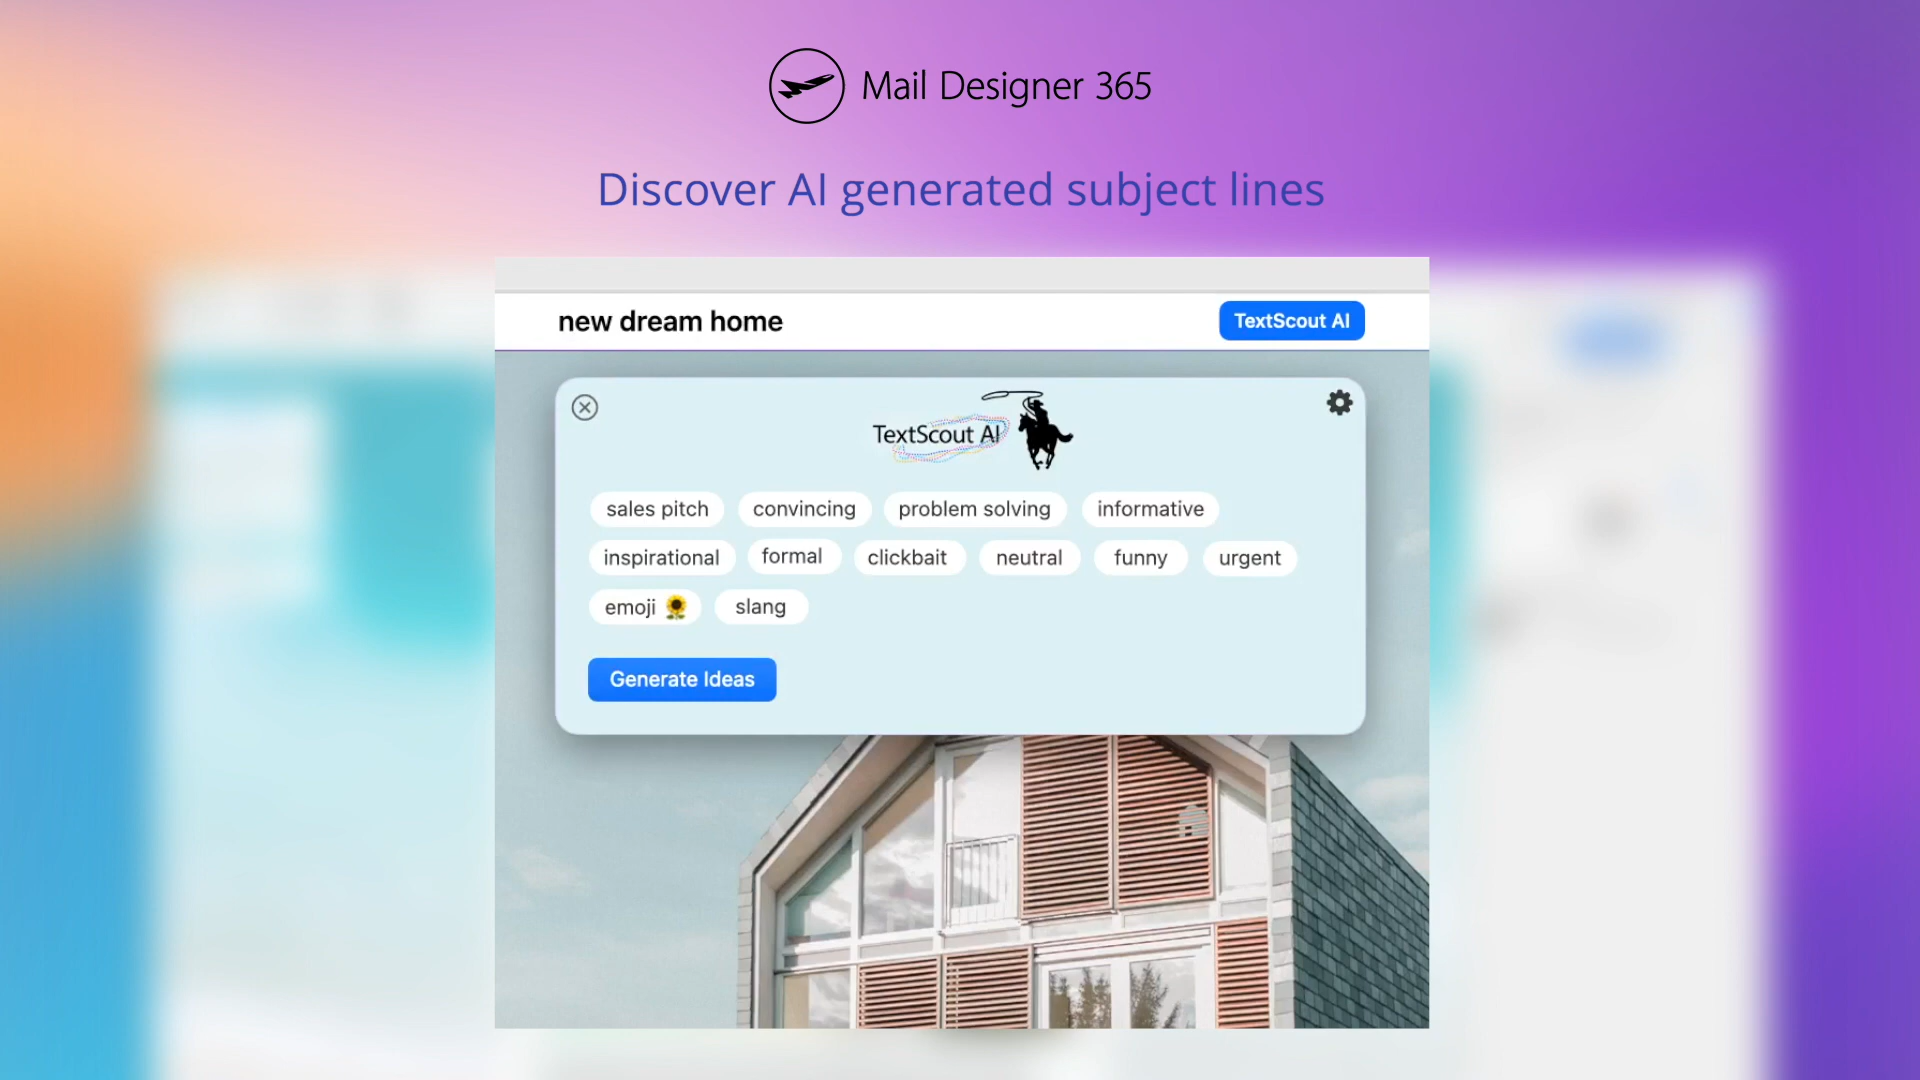 Mail Designer 365
Discover AI generated subject lines
new dream home TextScout AI
TextScout AI
sales pitch convincing problem solving informative
inspirational formal clickbait neutral funny urgent
emoji 🌻 slang
Generate Ideas